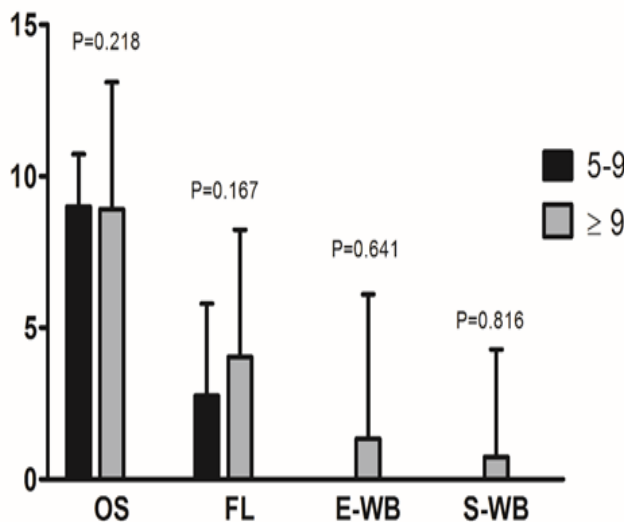 15
P=0.218
10
P=0.167
5-9
≥ 9
P=0.641
5
P=0.816
0
OS FL E-WB S-WB